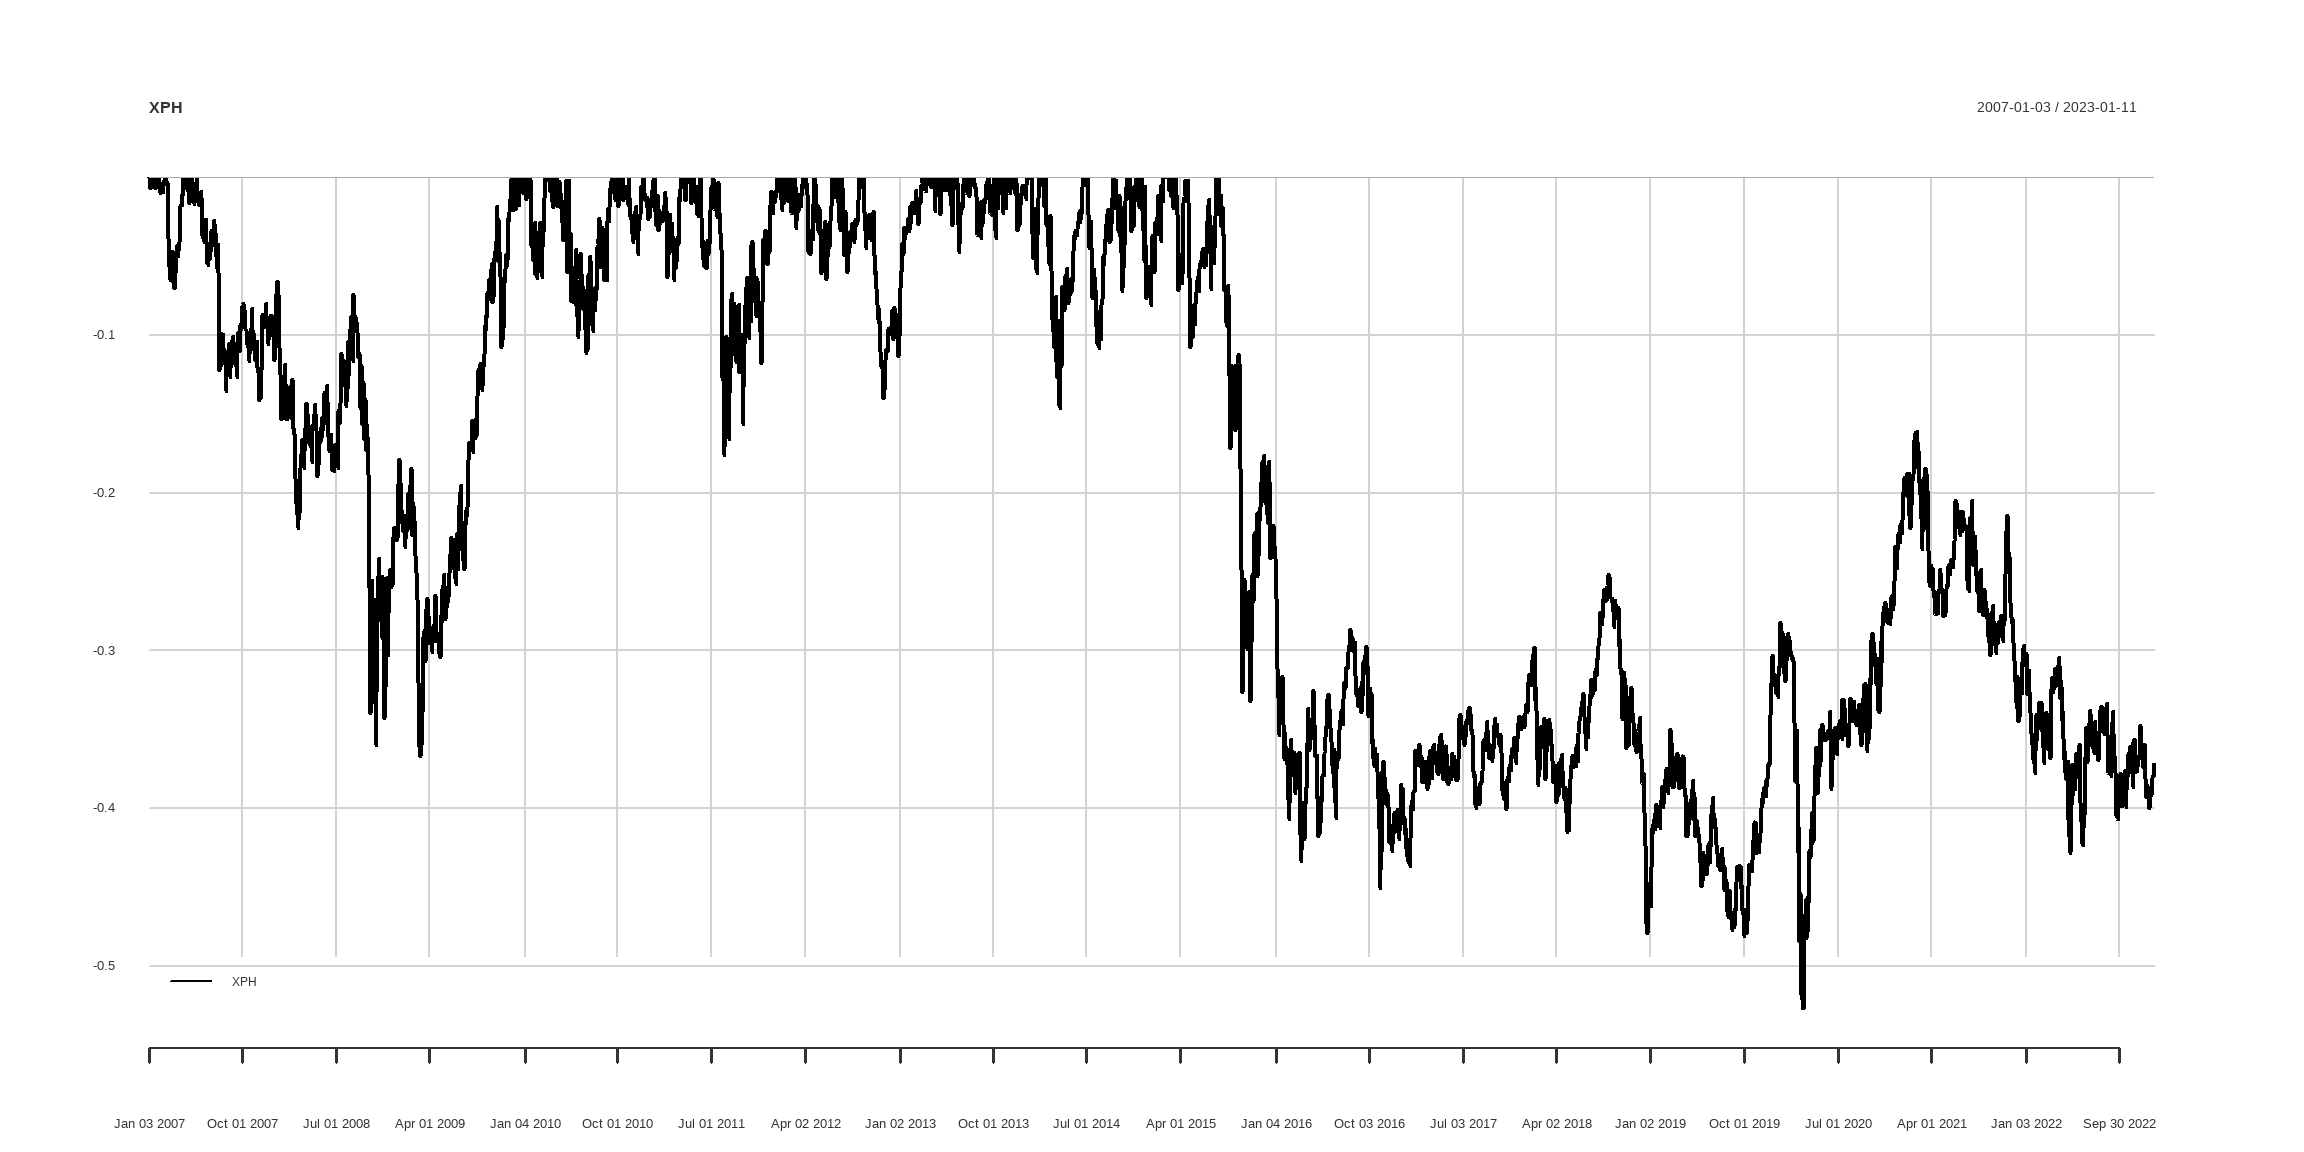 XPH
2007-01-03 / 2023-01-11
-0.1
-0.2
-0.3
-0.4
-0.5
XPH
Jan 03 2007 Oct 01 2007 Jul 01 2008 Apr 01 2009 Jan 04 2010 Oct 01 2010 Jul 01 2011 Apr 02 2012 Jan 02 2013 Oct 01 2013 Jul 01 2014 Apr 01 2015 Jan 04 2016 Oct 03 2016 Jul 03 2017 Apr 02 2018 Jan 02 2019 Oct 01 2019 Jul 01 2020 Apr 01 2021 Jan 03 2022 Sep 30 2022